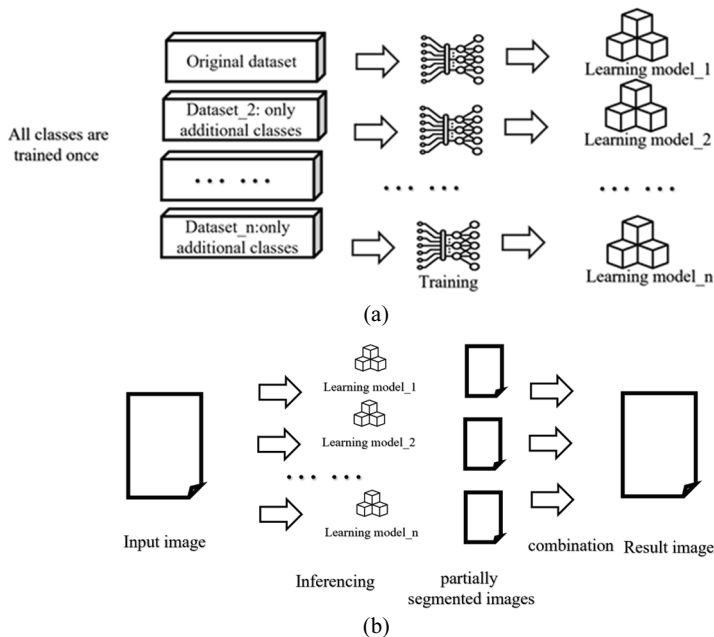 Original dataset
Learning model_1
All classes are
trained once
Dataset_2: only
additional classes
Learning model_2
... ...
... ...
... ...
Dataset_n:only
additional classes
Training
Learning model_n
(a)
Learning model_1
Learning model_2
... ...
Learning model_n
Input image
Inferencing
partially
segmented images
combination
Result image
(b)